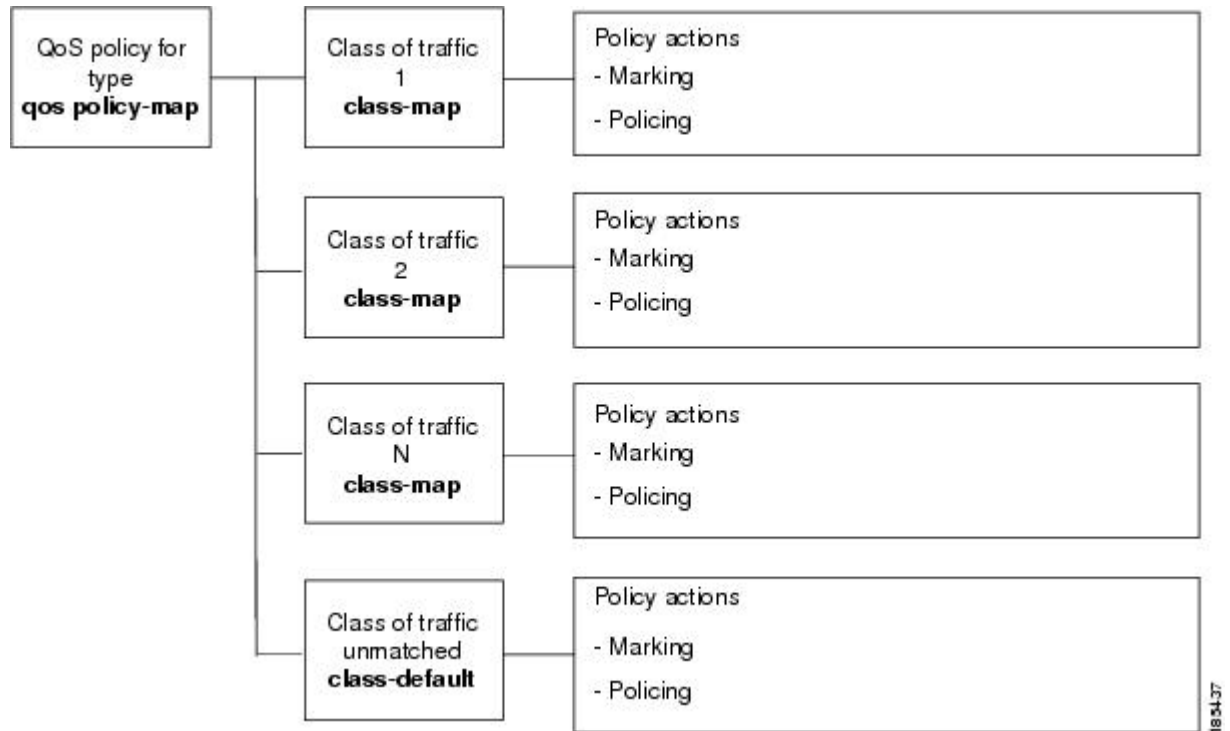 QoS policy for
type
qos policy-map
Class of traffic
1
class-map
Policy actions
- Marking
- Policing
Class of traffic
2
class-map
Policy actions
- Marking
- Policing
Class of traffic
N
class-map
Policy actions
- Marking
- Policing
Class of traffic
unmatched
class-default
Policy actions
- Marking
- Policing
185437